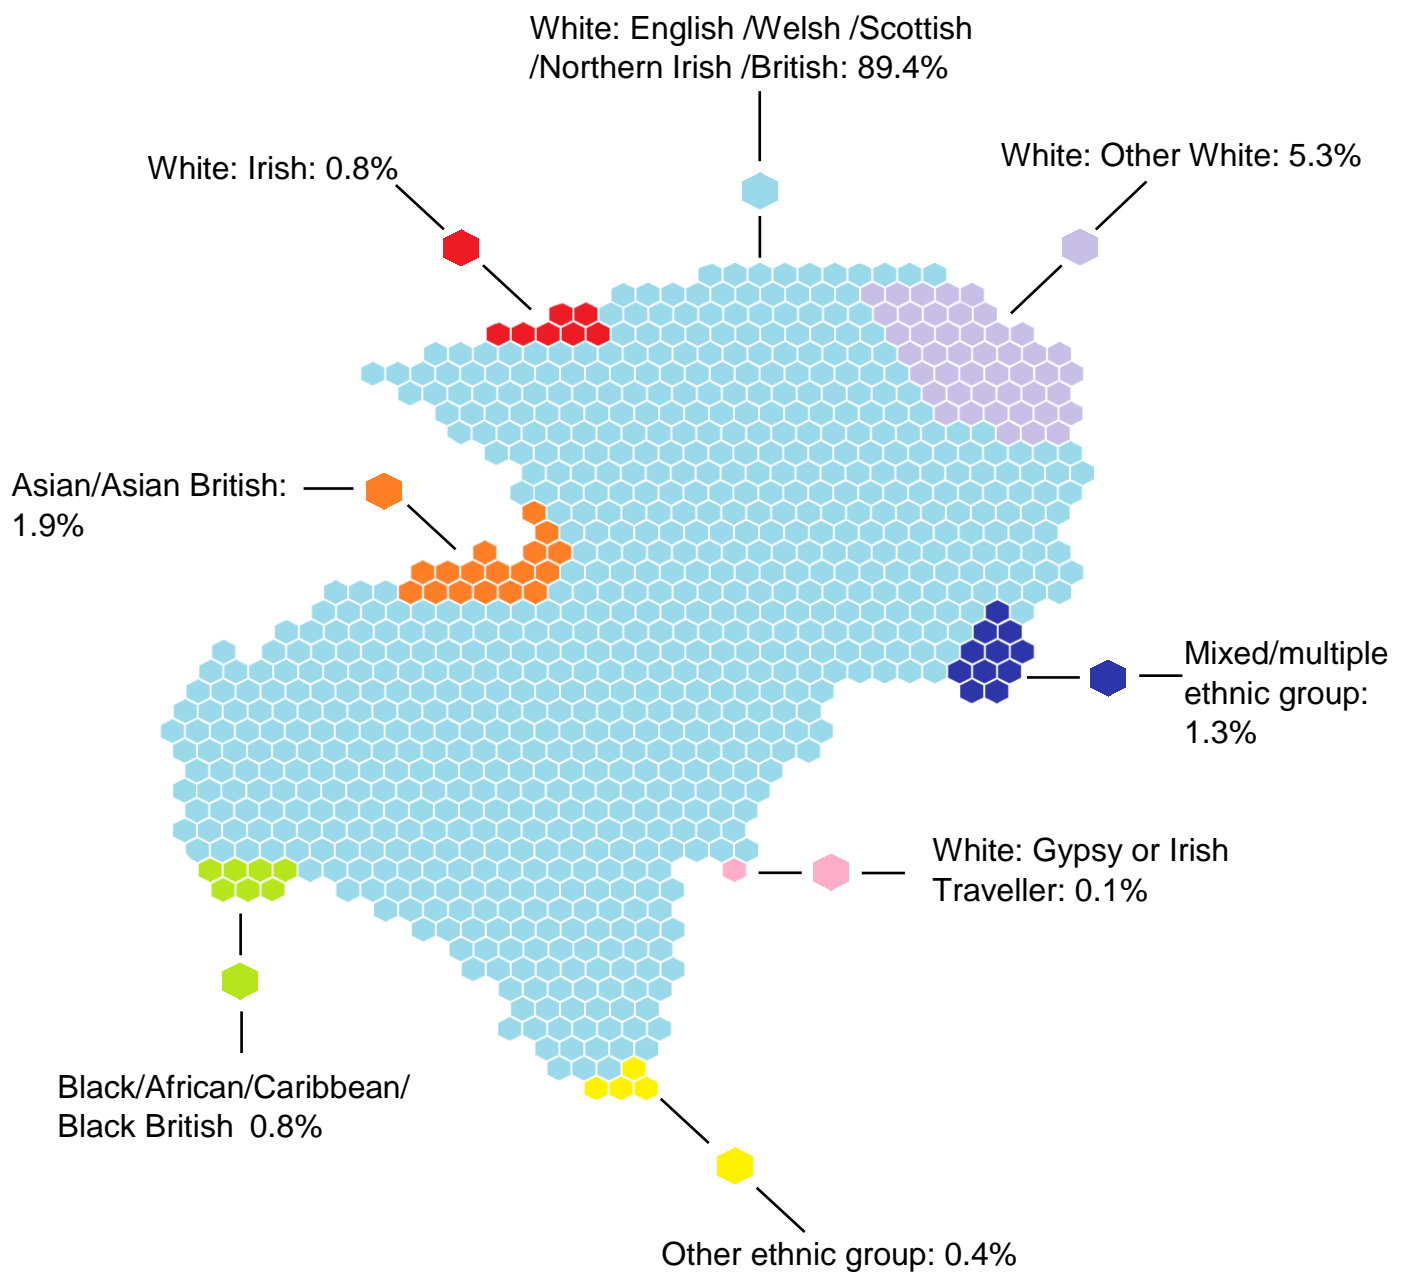 White: English /Welsh /Scottish
/Northern Irish /British: 89.4%
White: Irish: 0.8%
White: Other White: 5.3%
Asian/Asian British:
1.9%
Mixed/multiple
ethnic group:
1.3%
White: Gypsy or Irish
Traveller: 0.1%
Black/African/Caribbean/
Black British  0.8%
Other ethnic group: 0.4%